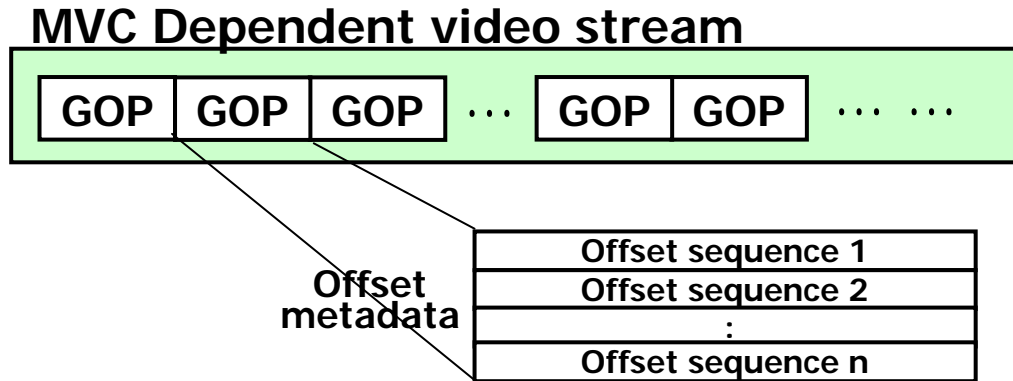 MVC Dependent video stream
GOP GOP GOP ... GOP GOP ... ...
Offset sequence 1
Offset metadata
Offset sequence 2
:
Offset sequence n